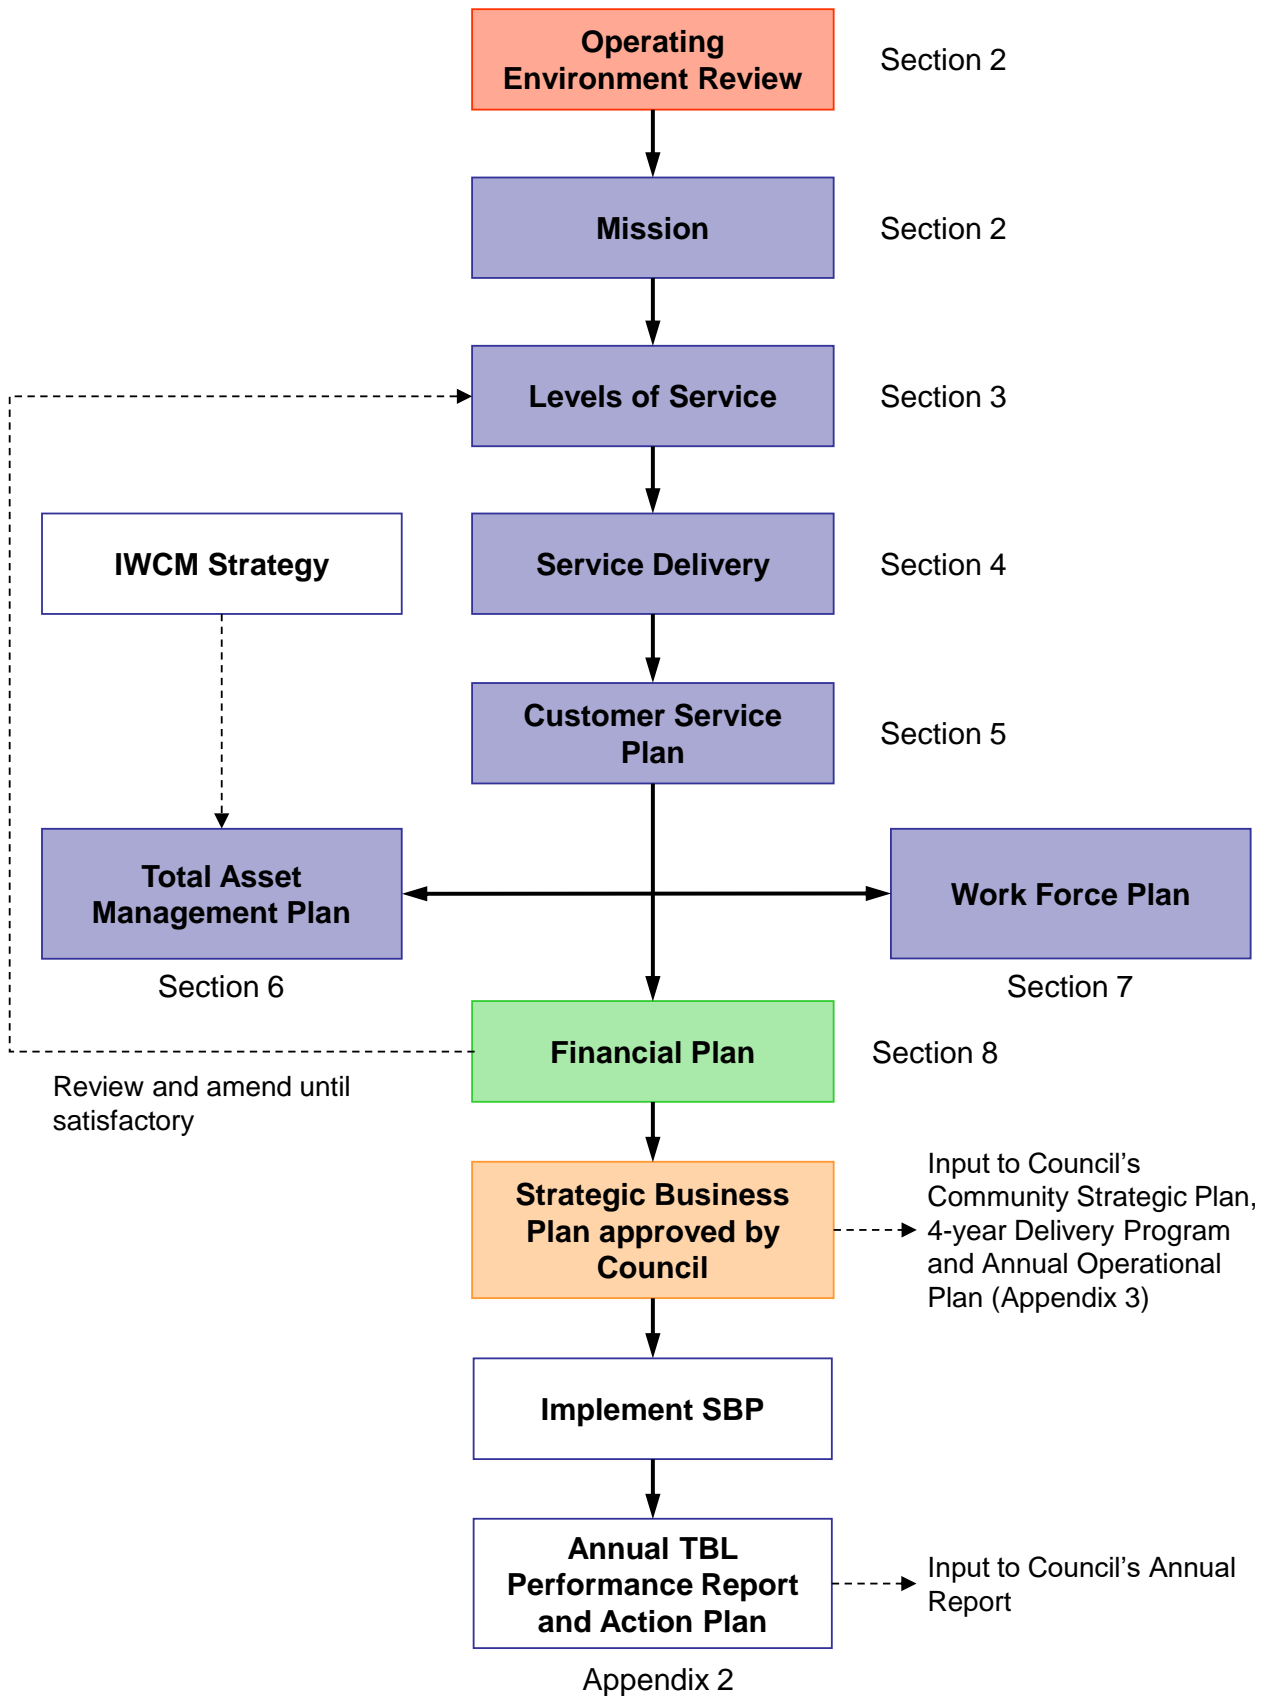 Operating
Environment Review
Section 2
Mission
Section 2
Levels of Service
Section 3
IWCM Strategy
Service Delivery
Section 4
Customer Service
Plan
Section 5
Total Asset
Management Plan
Section 6
Work Force Plan
Section 7
Financial Plan
Section 8
Review and amend until
satisfactory
Strategic Business
Plan approved by
Council
Input to Council’s
Community Strategic Plan,
4-year Delivery Program
and Annual Operational
Plan (Appendix 3)
Implement SBP
Annual TBL
Performance Report
and Action Plan
Input to Council’s Annual
Report
Appendix 2